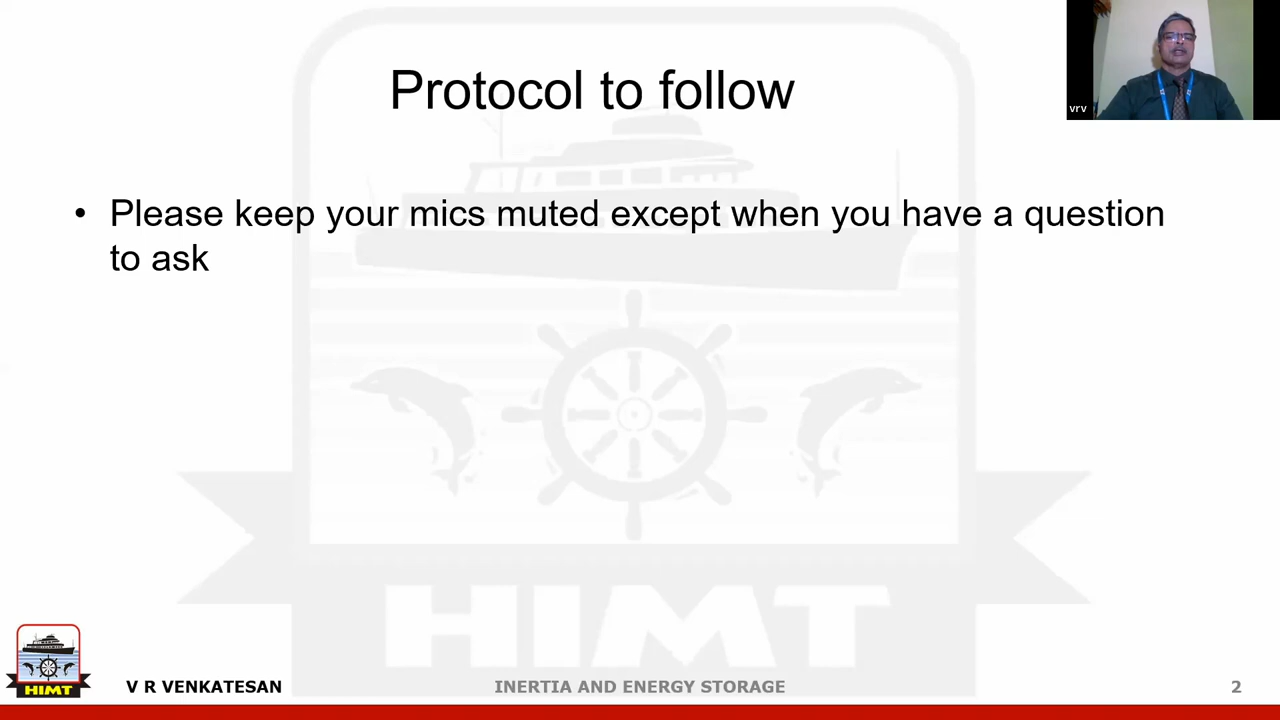 Protocol to follow
vrv
• Please keep your mics muted except when you have a question
to ask
HIMT
HIMT
V R VENKATESAN
INERTIA AND ENERGY STORAGE
2